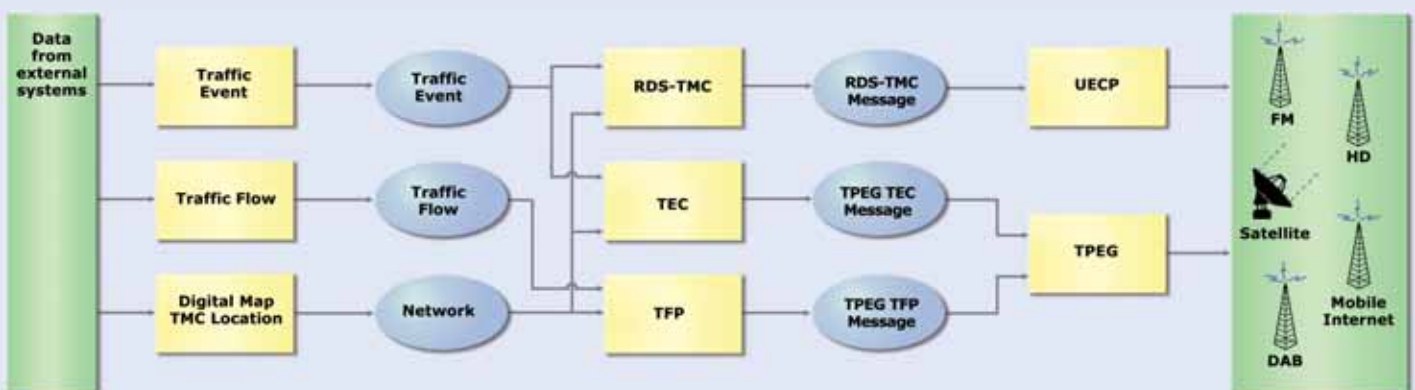 Data
from
external
systems
Traffic
Event
Traffic
Event
RDS-TMC
RDS-TMC
Message
UECP
Traffic Flow
Traffic
Flow
TEC
TPEG TEC
Message
TPEG
Digital Map
TMC Location
Network
TFP
TPEG TFP
Message
FM
HD
Satellite
Mobile
Internet
DAB